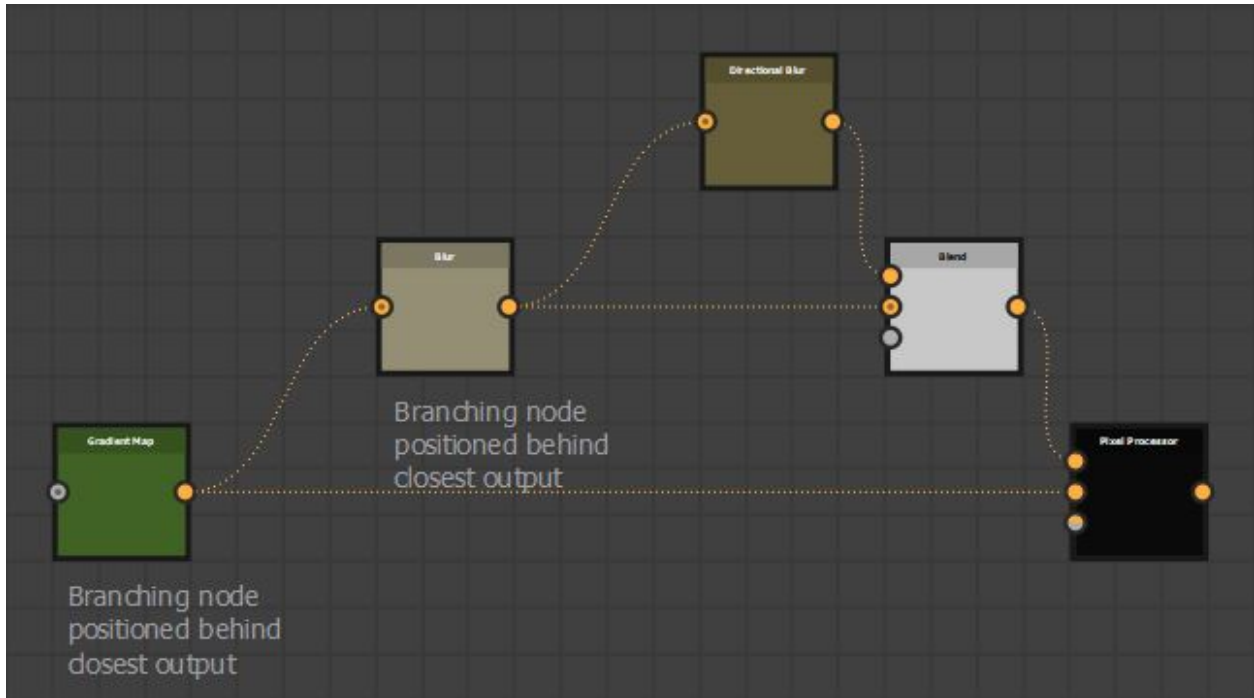 Directional Blur
Blur
Blend
Branching node
positioned behind
closest output
Gradient Map
Pixel Processor
Branching node
positioned behind
closest output